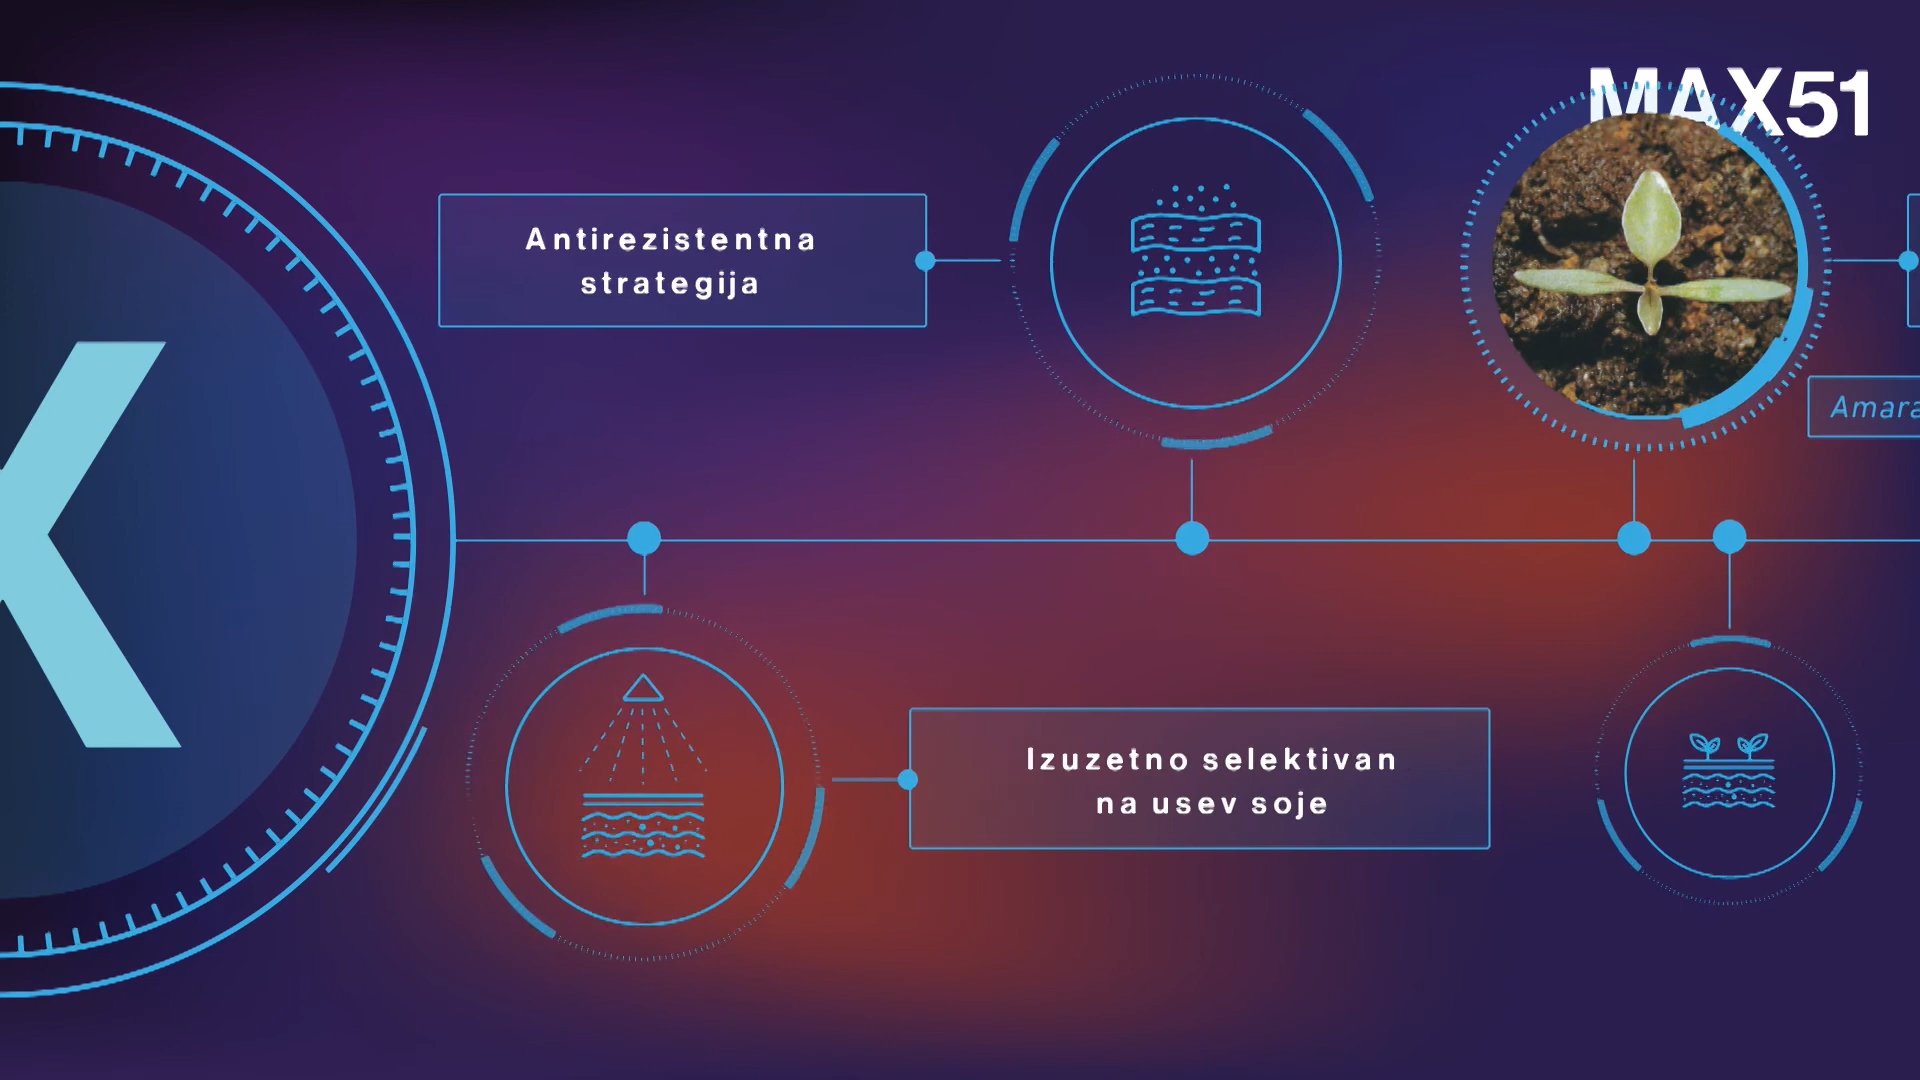 MAX51
Antirezistentna
strategija
X
Izuzetno selektivan
na usev soje